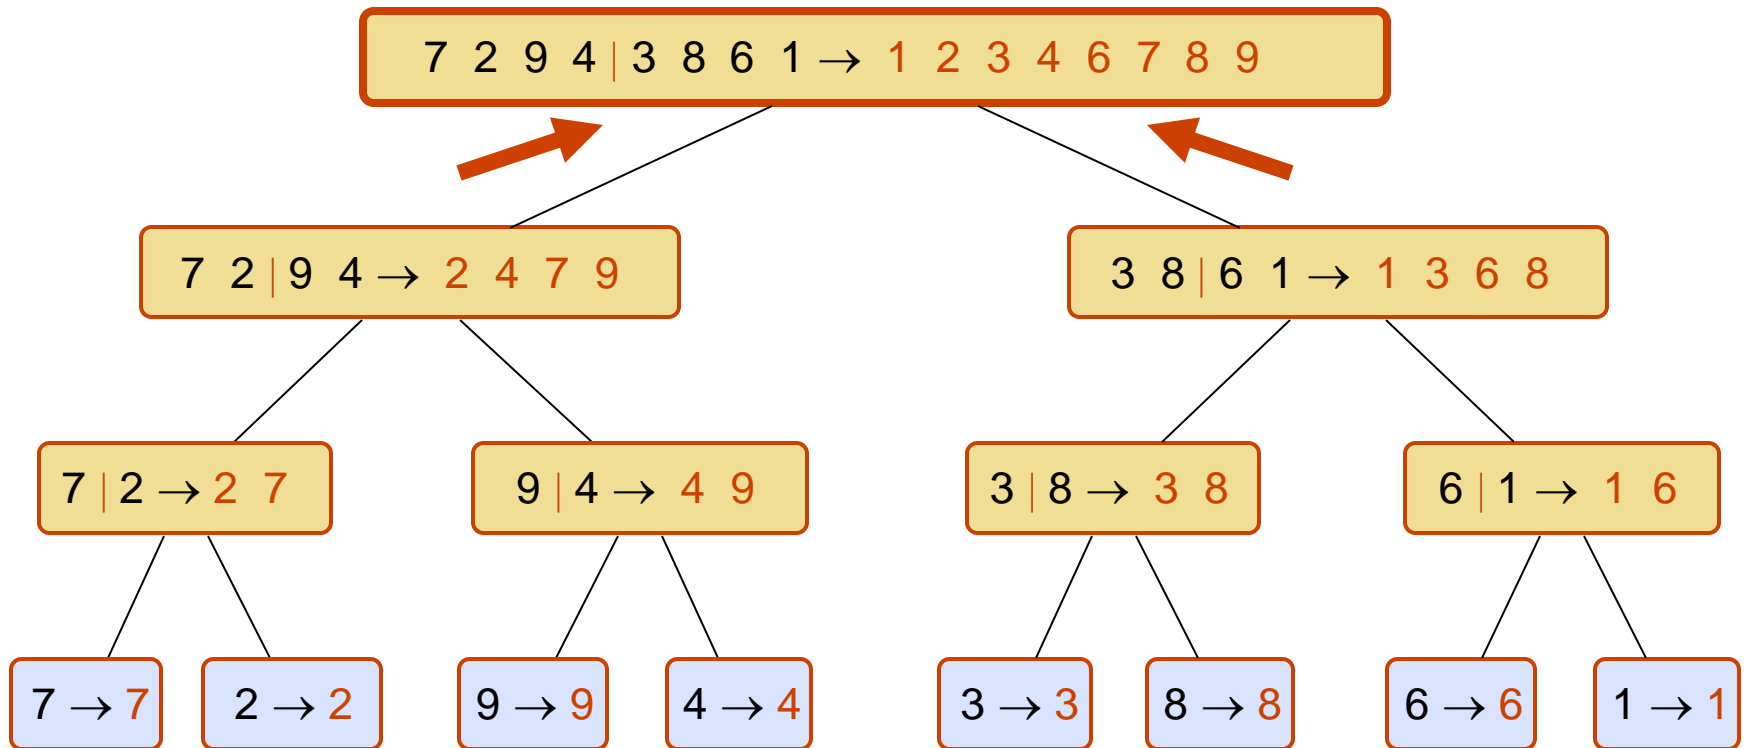 7 2 9 4 | 3 8 6 1 → 1 2 3 4 6 7 8 9
7 2 | 9 4 → 2 4 7 9
3 8 | 6 1 → 1 3 6 8
7 | 2 → 2 7
9 | 4 → 4 9
3 | 8 → 3 8
6 | 1 → 1 6
7 → 7
2 → 2
9 → 9
4 → 4
3 → 3
8 → 8
6 → 6
1 → 1